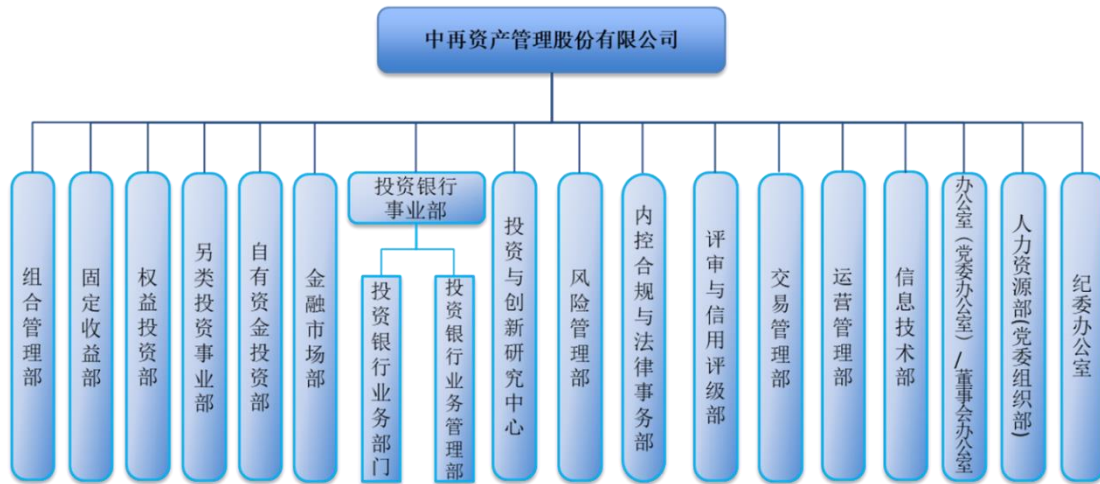 中再资产管理股份有限公司
组合管理部
固定收益部
权益投资部
另类投资事业部
自有资金投资部
金融市场部
投资银行
事业部
投资银行业务部门
投资银行业务管理部
投资与创新研究中心
风险管理部
内控合规与法律事务部
评审与信用评级部
交易管理部
运营管理部
信息技术部
办公室（党委办公室）/董事会办公室
人力资源部(党委组织部)
纪委办公室